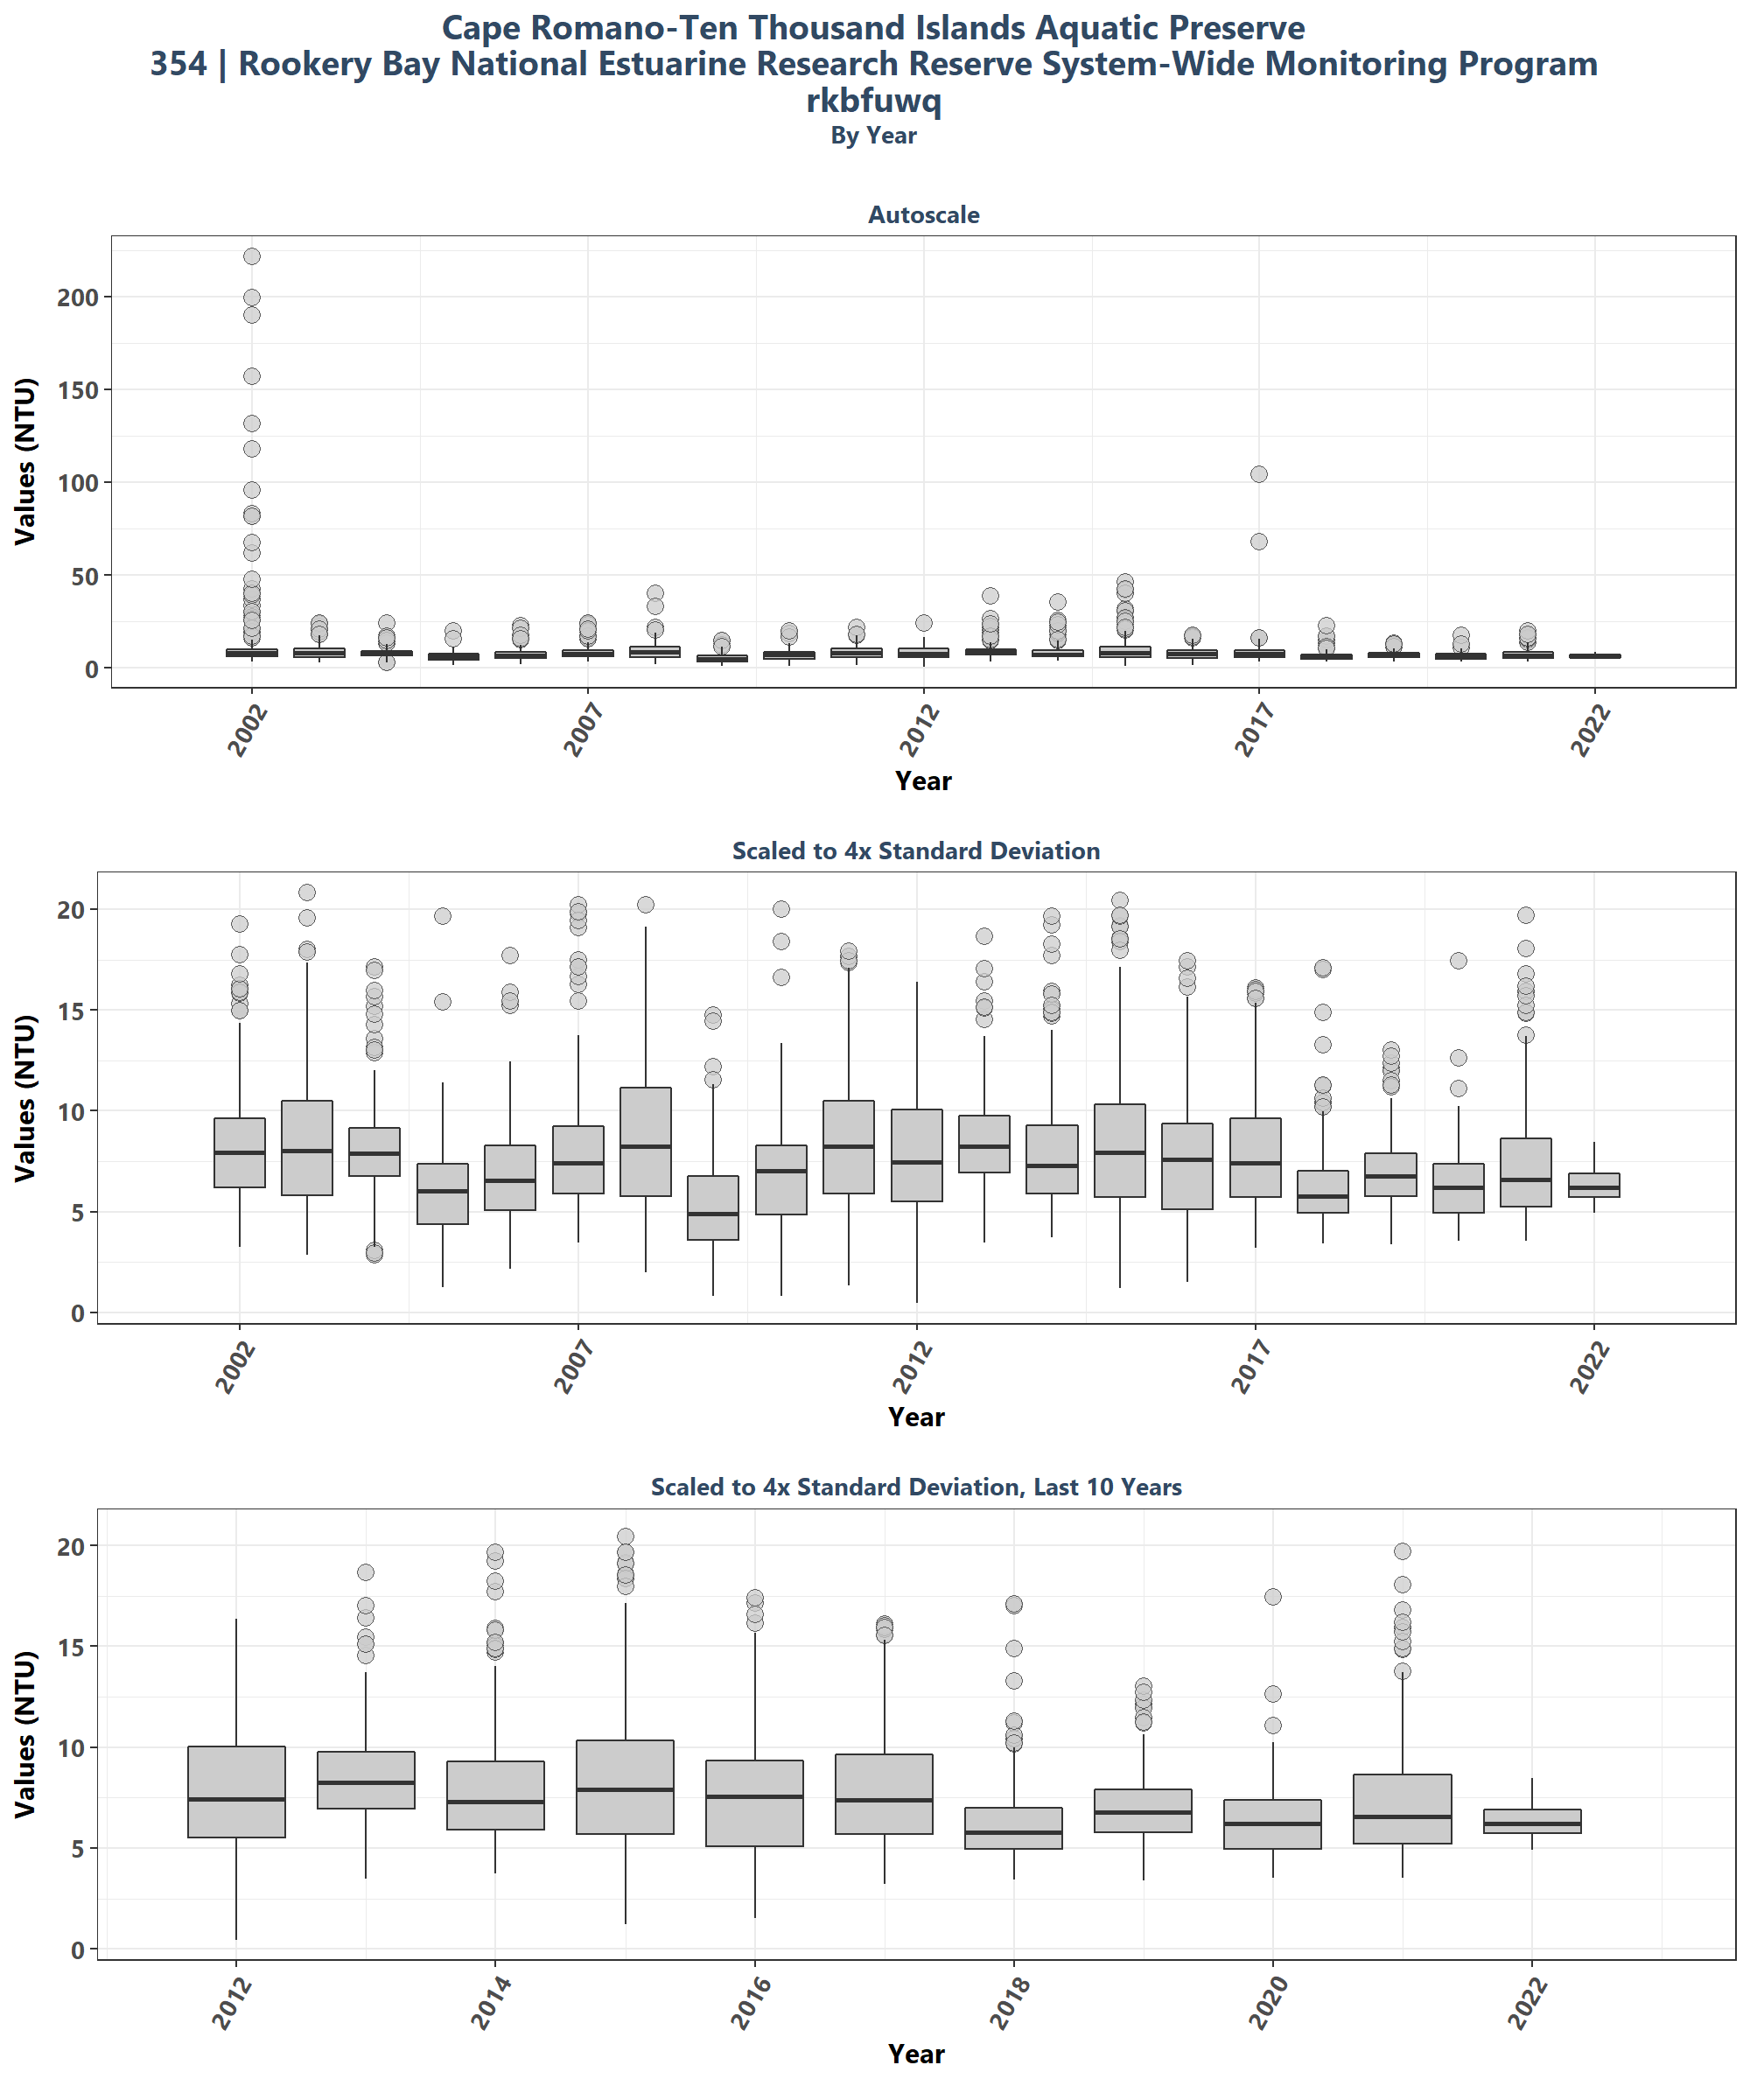 Cape Romano-Ten Thousand Islands Aquatic Preserve
354 | Rookery Bay National Estuarine Research Reserve System-Wide Monitoring Program
rkbfuwq
By Year
Autoscale
Values (NTU)
200
150
100
50
0
2002
2007
2012
2017
2022
Year
Scaled to 4x Standard Deviation
Values (NTU)
20
15
10
5
0
2002
2007
2012
2017
2022
Year
Scaled to 4x Standard Deviation, Last 10 Years
Values (NTU)
20
15
10
5
0
2012
2014
2016
2018
2020
2022
Year